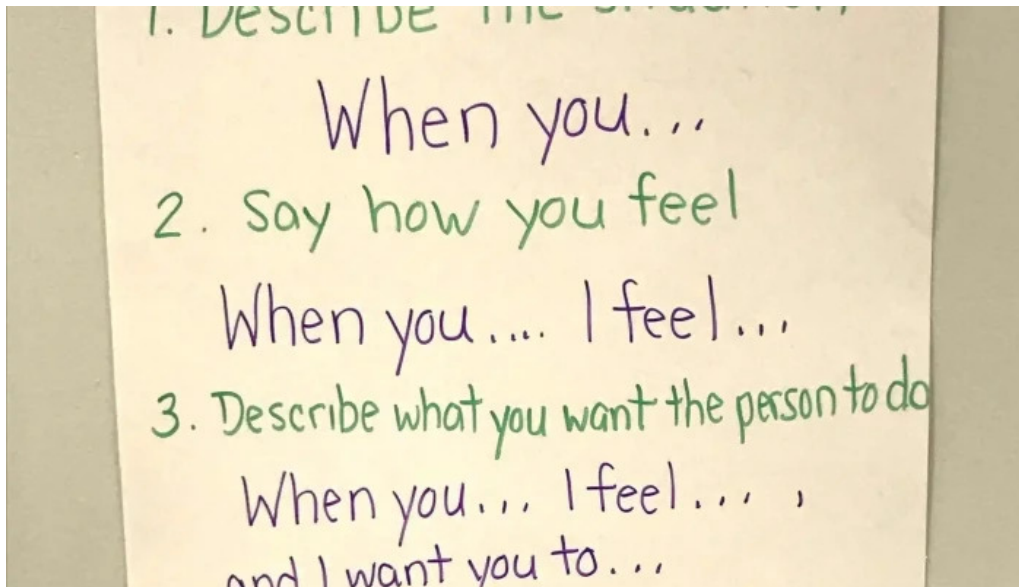 1. Describe the situation
When you...
2. Say how you feel
When you.... I feel...
3. Describe what you want the person to do
When you... I feel... ,
and I want you to...